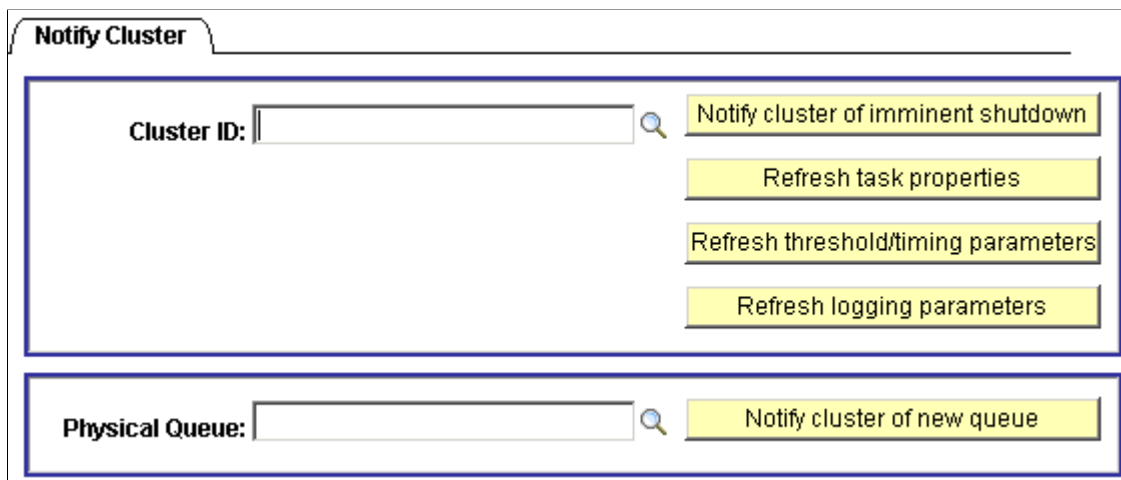 Notify Cluster
Cluster ID:
Notify cluster of imminent shutdown
Refresh task properties
Refresh threshold/timing parameters
Refresh logging parameters
Physical Queue:
Notify cluster of new queue